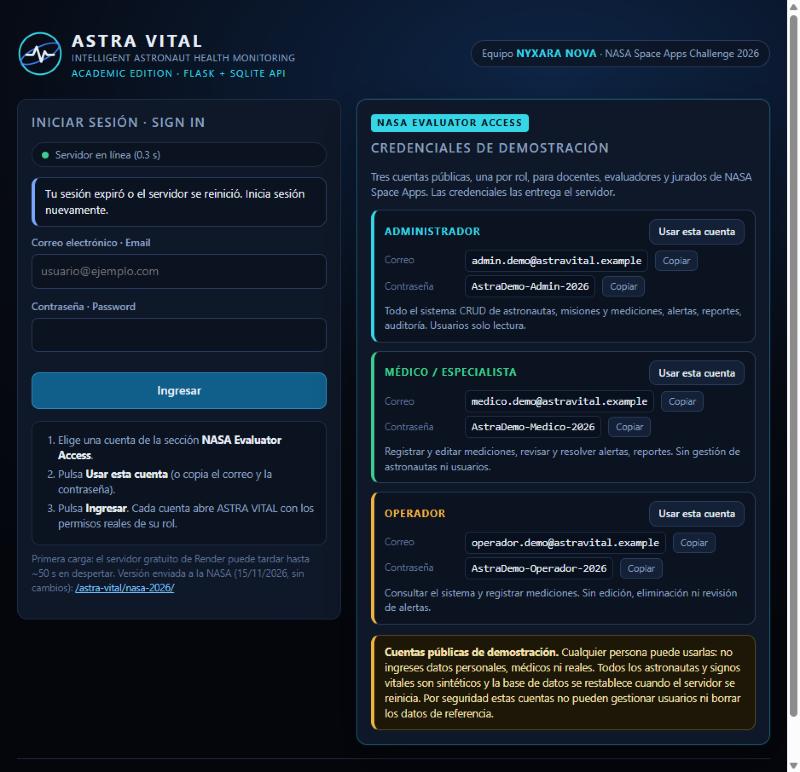 ASTRA VITAL
INTELLIGENT ASTRONAUT HEALTH MONITORING
ACADEMIC EDITION · FLASK + SQLITE API
Equipo NYXARA NOVA · NASA Space Apps Challenge 2026
INICIAR SESIÓN · SIGN IN
Servidor en línea (0.3 s)
Tu sesión expiró o el servidor se reinició. Inicia sesión
nuevamente.
Correo electrónico · Email
usuario@ejemplo.com
Contraseña · Password
Ingresar
1. Elige una cuenta de la sección NASA Evaluator
Access.
2. Pulsa Usar esta cuenta (o copia el correo y la
contraseña).
3. Pulsa Ingresar. Cada cuenta abre ASTRA VITAL con los
permisos reales de su rol.
Primera carga: el servidor gratuito de Render puede tardar hasta
~50 s en despertar. Versión enviada a la NASA (15/11/2026, sin
cambios): /astra-vital/nasa-2026/
NASA EVALUATOR ACCESS
CREDENCIALES DE DEMOSTRACIÓN
Tres cuentas públicas, una por rol, para docentes, evaluadores y jurados de NASA
Space Apps. Las credenciales las entrega el servidor.
ADMINISTRADOR
Usar esta cuenta
Correo admin.demo@astravital.example Copiar
Contraseña AstraDemo-Admin-2026 Copiar
Todo el sistema: CRUD de astronautas, misiones y mediciones, alertas, reportes,
auditoría. Usuarios solo lectura.
MÉDICO / ESPECIALISTA
Usar esta cuenta
Correo medico.demo@astravital.example Copiar
Contraseña AstraDemo-Medico-2026 Copiar
Registrar y editar mediciones, revisar y resolver alertas, reportes. Sin gestión de
astronautas ni usuarios.
OPERADOR
Usar esta cuenta
Correo operador.demo@astravital.example Copiar
Contraseña AstraDemo-Operador-2026 Copiar
Consultar el sistema y registrar mediciones. Sin edición, eliminación ni revisión
de alertas.
Cuentas públicas de demostración. Cualquier persona puede usarlas: no
ingreses datos personales, médicos ni reales. Todos los astronautas y signos
vitales son sintéticos y la base de datos se restablece cuando el servidor se
reinicia. Por seguridad estas cuentas no pueden gestionar usuarios ni borrar
los datos de referencia.